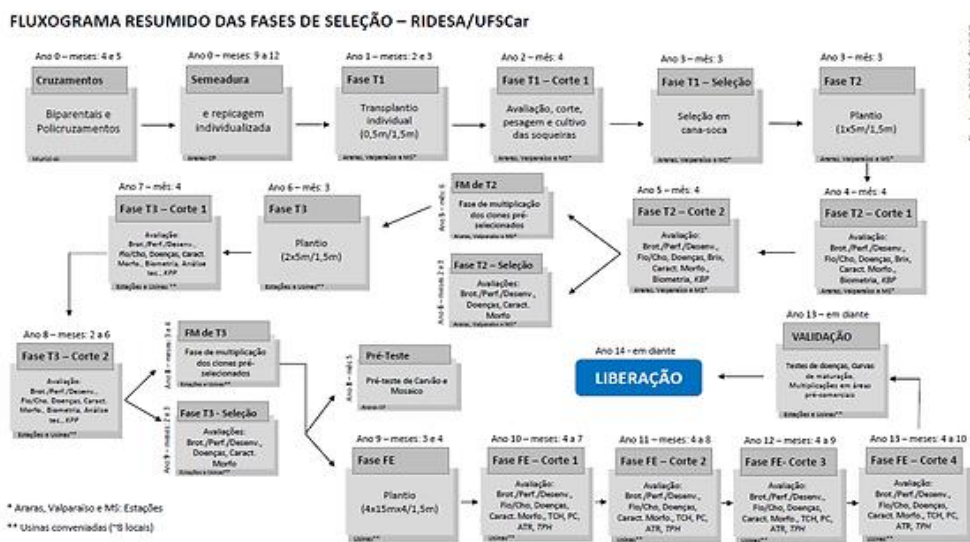 FLUXOGRAMA RESUMIDO DAS FASES DE SELEÇÃO – RIDESA/UFSCar
Ano 0 – meses: 4 e 5
Cruzamentos
Biparentais e
Policruzamentos
Ano 0 – meses: 9 a 12
Semeadura
e repicagem
individualizada
Ano 1 – meses: 2 e 3
Fase T1
Transplantio
individual
(0,5m/1,5m)
Araras, Valparaíso e MS*
Ano 2 – mês: 4
Fase T1 – Corte 1
Avaliação, corte,
pesagem e cultivo
das soqueiras
Araras, Valparaíso e MS*
Ano 3 – mês: 3
Fase T1 – Seleção
Seleção em
cana-soca
Araras, Valparaíso e MS*
Ano 3 – mês: 3
Fase T2
Plantio
(1x5m/1,5m)
Araras, Valparaíso e MS*
Ano 4 – mês: 4
Fase T2 – Corte 1
Avaliação:
Brot./Perf./Desenv.,
Flo/Cho, Doenças, Brix,
Caract. Morfo.,
Biometria, KBP
Araras, Valparaíso e MS*
Ano 5 – mês: 4
Fase T2 – Corte 2
Avaliação:
Brot./Perf./Desenv.,
Flo/Cho, Doenças, Brix,
Caract. Morfo.,
Biometria, KBP
Araras, Valparaíso e MS*
Ano 5 – mês: 6
FM de T2
Fase de multiplicação
dos clones pré-
selecionados
Araras, Valparaíso e MS*
Ano 6 – meses 2 e 3
Fase T2 – Seleção
Avaliações:
Brot./Perf./Desenv.,
Doenças, Caract.
Morfo
Araras, Valparaíso e MS*
Ano 6 – mês: 3
Fase T3
Plantio
(2x5m/1,5m)
Estações e Usinas**
Ano 7 – mês: 4
Fase T3 – Corte 1
Avaliação:
Brot./Perf./Desenv.,
Flo/Cho, Doenças, Caract.
Morfo., Biometria, Análise
tec., KPP
Estações e Usinas**
Ano 8 – meses: 2 a 6
Fase T3 – Corte 2
Avaliação:
Brot./Perf./Desenv.,
Flo/Cho, Doenças, Caract.
Morfo., Biometria, Análise
tec., KPP
Estações e Usinas**
FM de T3
Fase de multiplicação
dos clones pré-
selecionados
Estações e Usinas**
Ano 9 – meses: 2 e 3
Fase T3 - Seleção
Avaliações:
Brot./Perf./Desenv.,
Doenças, Caract.
Morfo
Estações e Usinas**
Pré-Teste
Pré-teste de Carvão e
Mosaico
Ano 9 – meses: 3 e 4
Fase FE
Plantio
(4x15mx4/1,5m)
Usinas**
Ano 10 – meses: 4 a 7
Fase FE – Corte 1
Avaliação:
Brot./Perf./Desenv.,
Flo/Cho, Doenças,
Caract. Morfo., TCH, PC,
ATR, TPH
Usinas**
Ano 11 – meses: 4 a 8
Fase FE – Corte 2
Avaliação:
Brot./Perf./Desenv.,
Flo/Cho, Doenças,
Caract. Morfo., TCH, PC,
ATR, TPH
Usinas**
Ano 12 – meses: 4 a 9
Fase FE- Corte 3
Avaliação:
Brot./Perf./Desenv.,
Flo/Cho, Doenças,
Caract. Morfo., TCH, PC,
ATR, TPH
Usinas**
Ano 13 – meses: 4 a 10
Fase FE – Corte 4
Avaliação:
Brot./Perf./Desenv.,
Flo/Cho, Doenças,
Caract. Morfo., TCH, PC,
ATR, TPH
Usinas**
Ano 13 – em diante
VALIDAÇÃO
Testes de doenças, Curvas
de maturação,
Multiplicações em áreas
pré-comerciais
Estações e Usinas**
Ano 14 - em diante
LIBERAÇÃO
* Araras, Valparaíso e MS: Estações
** Usinas conveniadas (~8 locais)